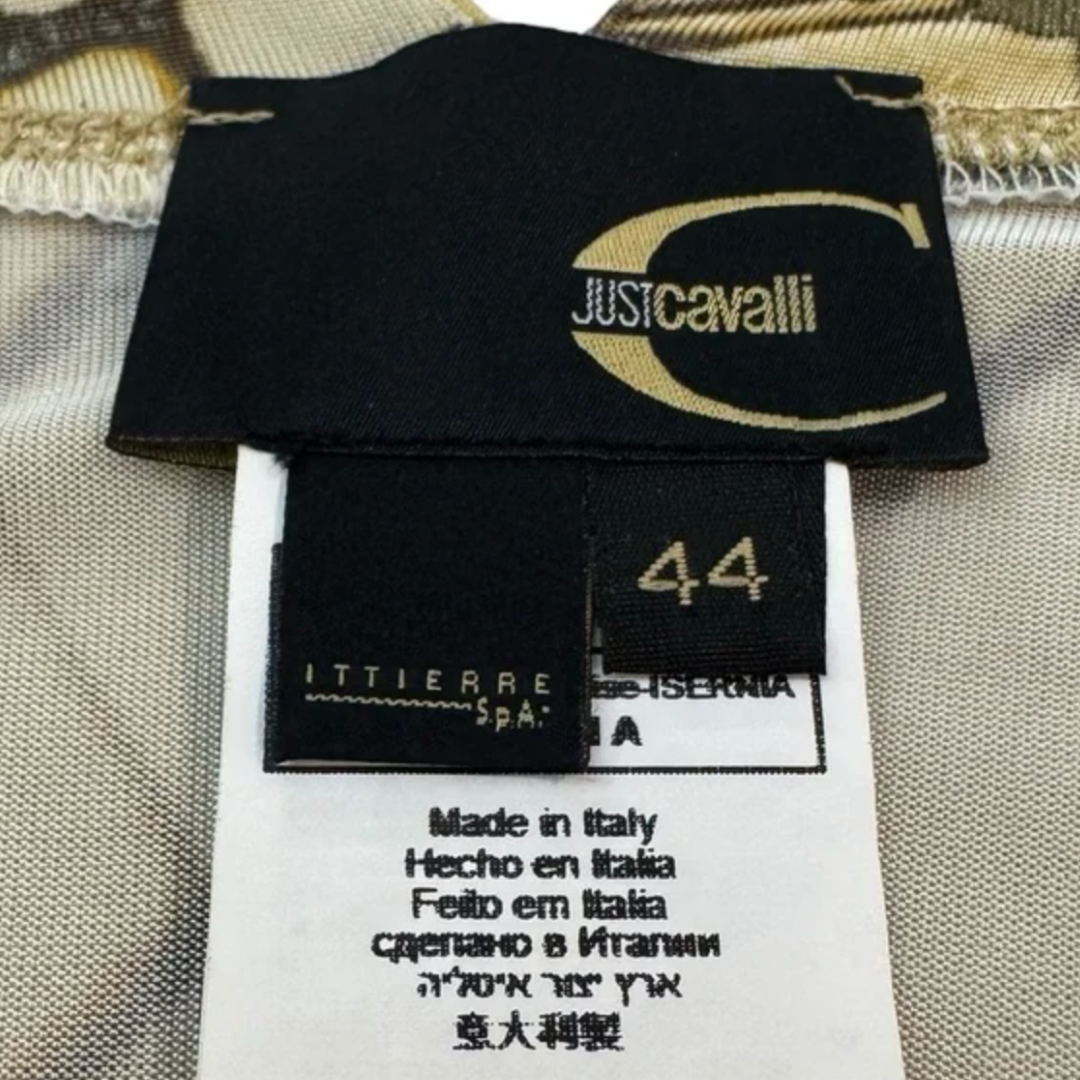 JUST cavalli
44
ITTIERRE
S.p.A.
ISERNIA
Made in Italy
Hecho en Italia
Feito em Italia
сделано в Италии
ארץ יצור איטליה
意大利製